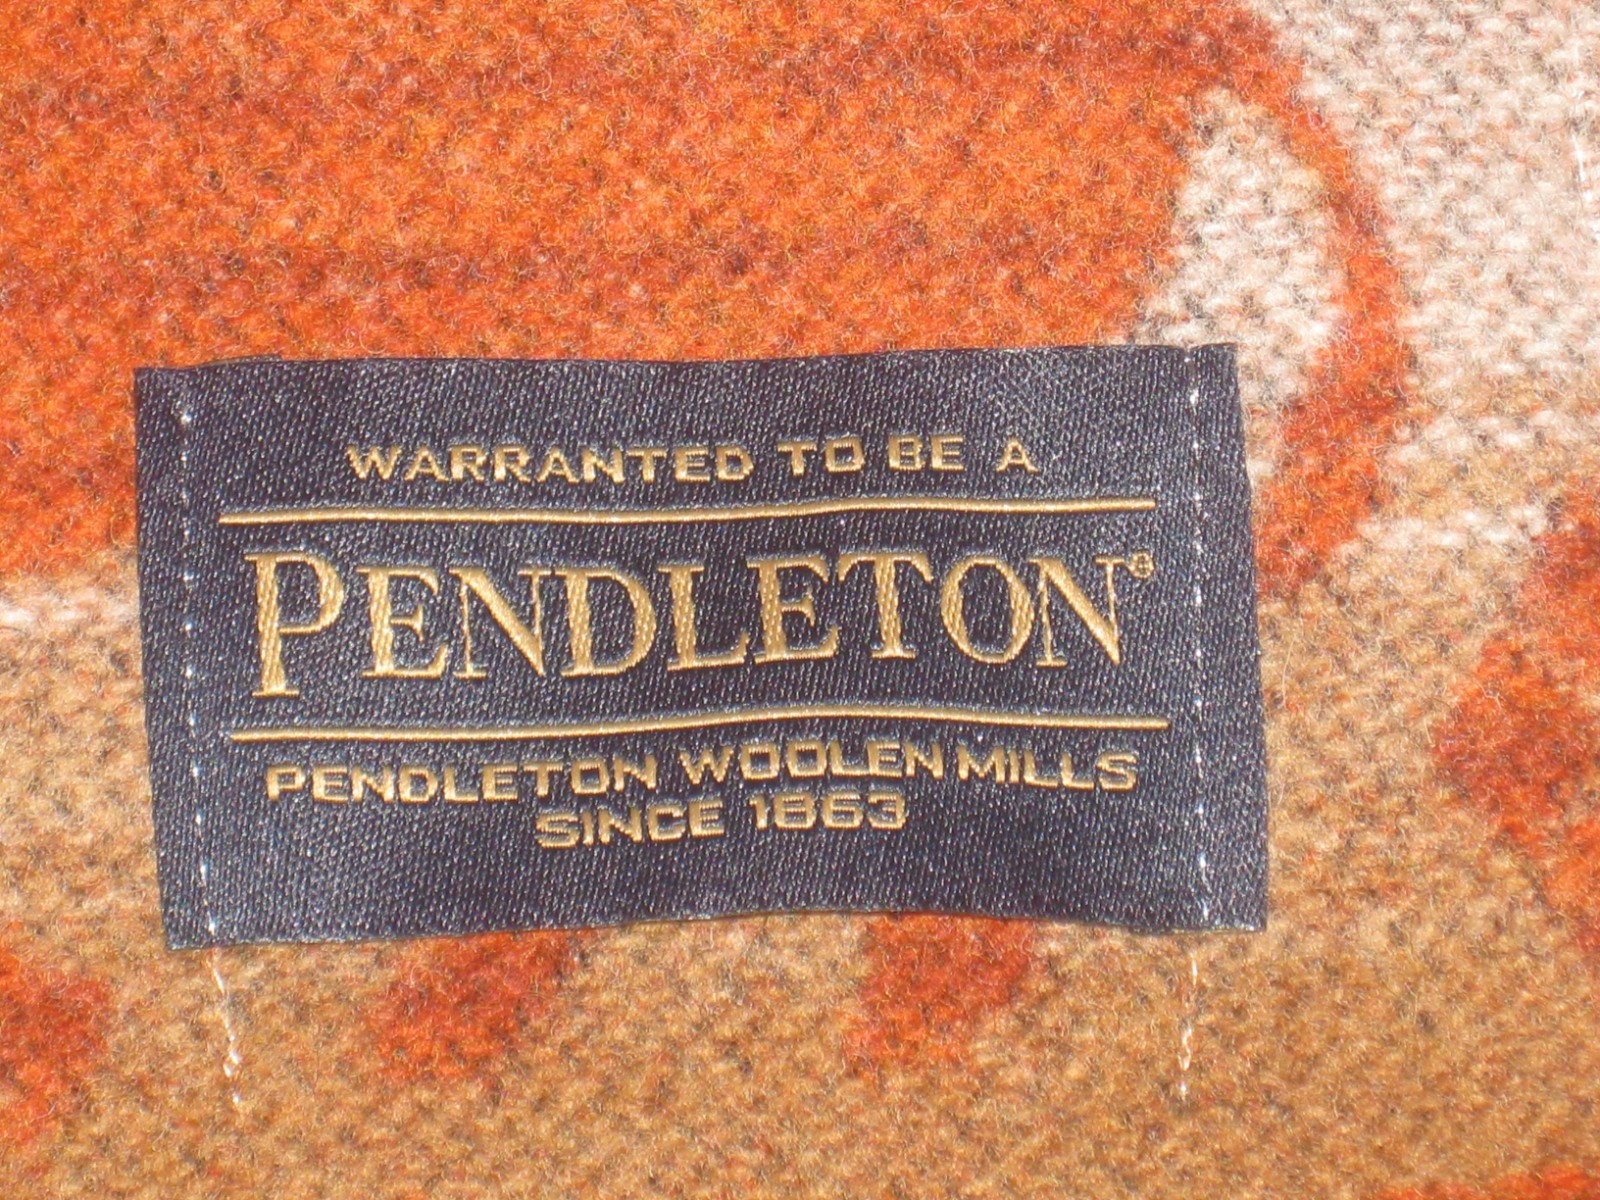 WARRANTED TO BE A
PENDLETON®
PENDLETON WOOLEN MILLS
SINCE 1863